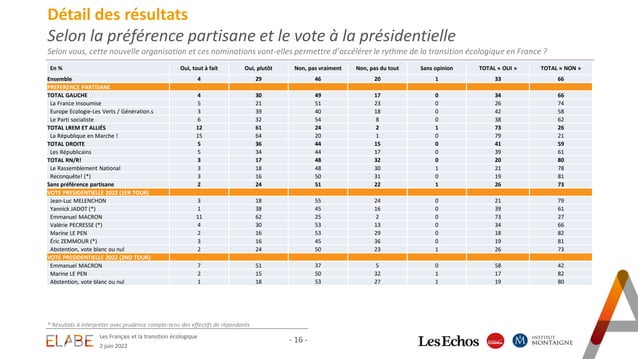 Détail des résultats
Selon la préférence partisane et le vote à la présidentielle
Selon vous, cette nouvelle organisation et ces nominations vont-elles permettre d’accélérer le rythme de la transition écologique en France ?
En % Oui, tout à fait Oui, plutôt Non, pas vraiment Non, pas du tout Sans opinion TOTAL « OUI » TOTAL « NON »
Ensemble 4 29 46 20 1 33 66
PREFERENCE PARTISANE
TOTAL GAUCHE 4 30 49 17 0 34 66
La France Insoumise 5 21 51 23 0 26 74
Europe Ecologie-Les Verts / Génération.s 3 39 40 18 0 42 58
Le Parti socialiste 6 32 54 8 0 38 62
TOTAL LREM ET ALLIÉS 12 61 24 2 1 73 26
La République en Marche ! 15 64 20 1 0 79 21
TOTAL DROITE 5 36 44 15 0 41 59
Les Républicains 5 34 44 17 0 39 61
TOTAL RN/R! 3 17 48 32 0 20 80
Le Rassemblement National 3 18 48 30 1 21 78
Reconquête! (*) 3 16 50 31 0 19 81
Sans préférence partisane 2 24 51 22 1 26 73
VOTE PRESIDENTIELLE 2022 (1ER TOUR)
Jean-Luc MELENCHON 3 18 55 24 0 21 79
Yannick JADOT (*) 1 38 45 16 0 39 61
Emmanuel MACRON 11 62 25 2 0 73 27
Valérie PECRESSE (*) 4 30 53 13 0 34 66
Marine LE PEN 2 16 53 29 0 18 82
Éric ZEMMOUR (*) 3 16 45 36 0 19 81
Abstention, vote blanc ou nul 2 24 50 23 1 26 73
VOTE PRESIDENTIELLE 2022 (2ND TOUR)
Emmanuel MACRON 7 51 37 5 0 58 42
Marine LE PEN 2 15 50 32 1 17 82
Abstention, vote blanc ou nul 1 18 53 27 1 19 80
* Résultats à interpréter avec prudence compte-tenu des effectifs de répondants
ELABE
Les Français et la transition écologique
2 juin 2022
- 16 -
Les Echos
INSTITUT
MONTAIGNE